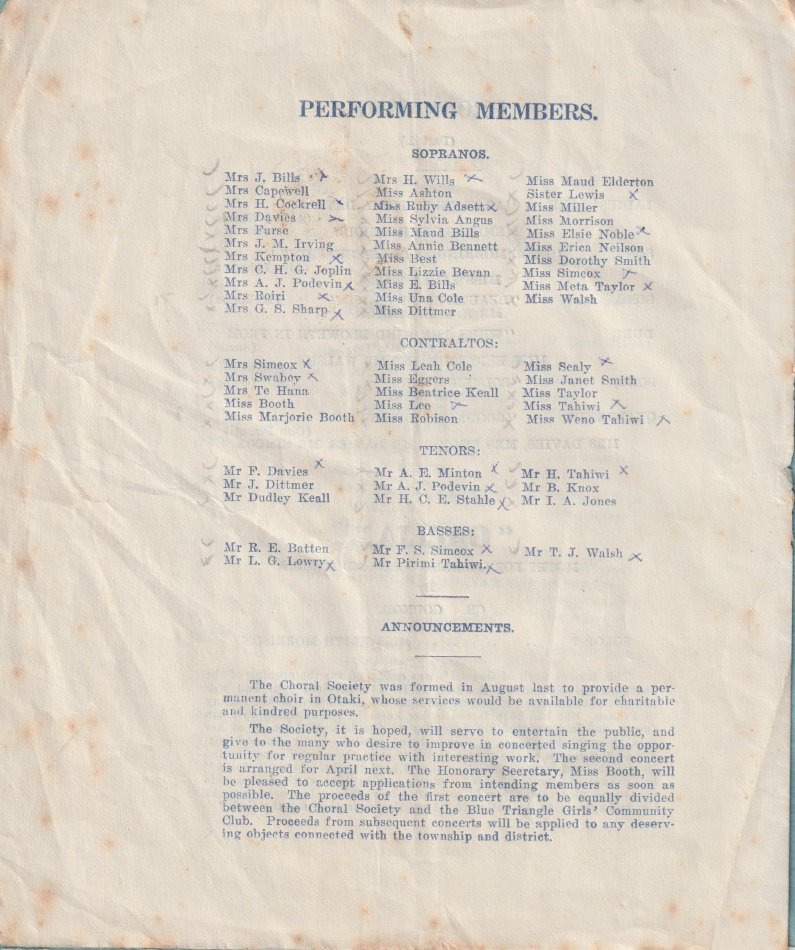 PERFORMING MEMBERS.
SOPRANOS.
Mrs J. Bills
Mrs Capewell
Mrs H. Cockrell
Mrs Davies
Mrs Furse
Mrs J. M. Irving
Mrs Kempton
Mrs C. H. G. Joplin
Mrs A. J. Podevin
Mrs Roiri
Mrs G. S. Sharp
Mrs H. Wills
Miss Ashton
Miss Ruby Adsett
Miss Sylvia Angus
Miss Maud Bills
Miss Annie Bennett
Miss Best
Miss Lizzie Bevan
Miss E. Bills
Miss Una Cole
Miss Dittmer
Miss Maud Elderton
Sister Lewis
Miss Miller
Miss Morrison
Miss Elsie Noble
Miss Erica Neilson
Miss Dorothy Smith
Miss Simcox
Miss Meta Taylor
Miss Walsh
CONTRALTOS:
Mrs Simcox
Mrs Swabey
Mrs Te Hana
Miss Booth
Miss Marjorie Booth
Miss Leah Cole
Miss Eggers
Miss Beatrice Keall
Miss Lee
Miss Robison
Miss Sealy
Miss Janet Smith
Miss Taylor
Miss Tahiwi
Miss Weno Tahiwi
TENORS:
Mr F. Davies
Mr J. Dittmer
Mr Dudley Keall
Mr A. E. Minton
Mr A. J. Podevin
Mr H. C. E. Stahle
Mr H. Tahiwi
Mr B. Knox
Mr I. A. Jones
BASSES:
Mr R. E. Batten
Mr L. G. Lowry
Mr F. S. Simcox
Mr Pirimi Tahiwi.
Mr T. J. Walsh
ANNOUNCEMENTS.
The Choral Society was formed in August last to provide a per-
manent choir in Otaki, whose services would be available for charitable
and kindred purposes.
The Society, it is hoped, will serve to entertain the public, and
give to the many who desire to improve in concerted singing the oppor-
tunity for regular practice with interesting work. The second concert
is arranged for April next. The Honorary Secretary, Miss Booth, will
be pleased to accept applications from intending members as soon as
possible. The proceeds of the first concert are to be equally divided
between the Choral Society and the Blue Triangle Girls' Community
Club. Proceeds from subsequent concerts will be applied to any deserv-
ing objects connected with the township and district.